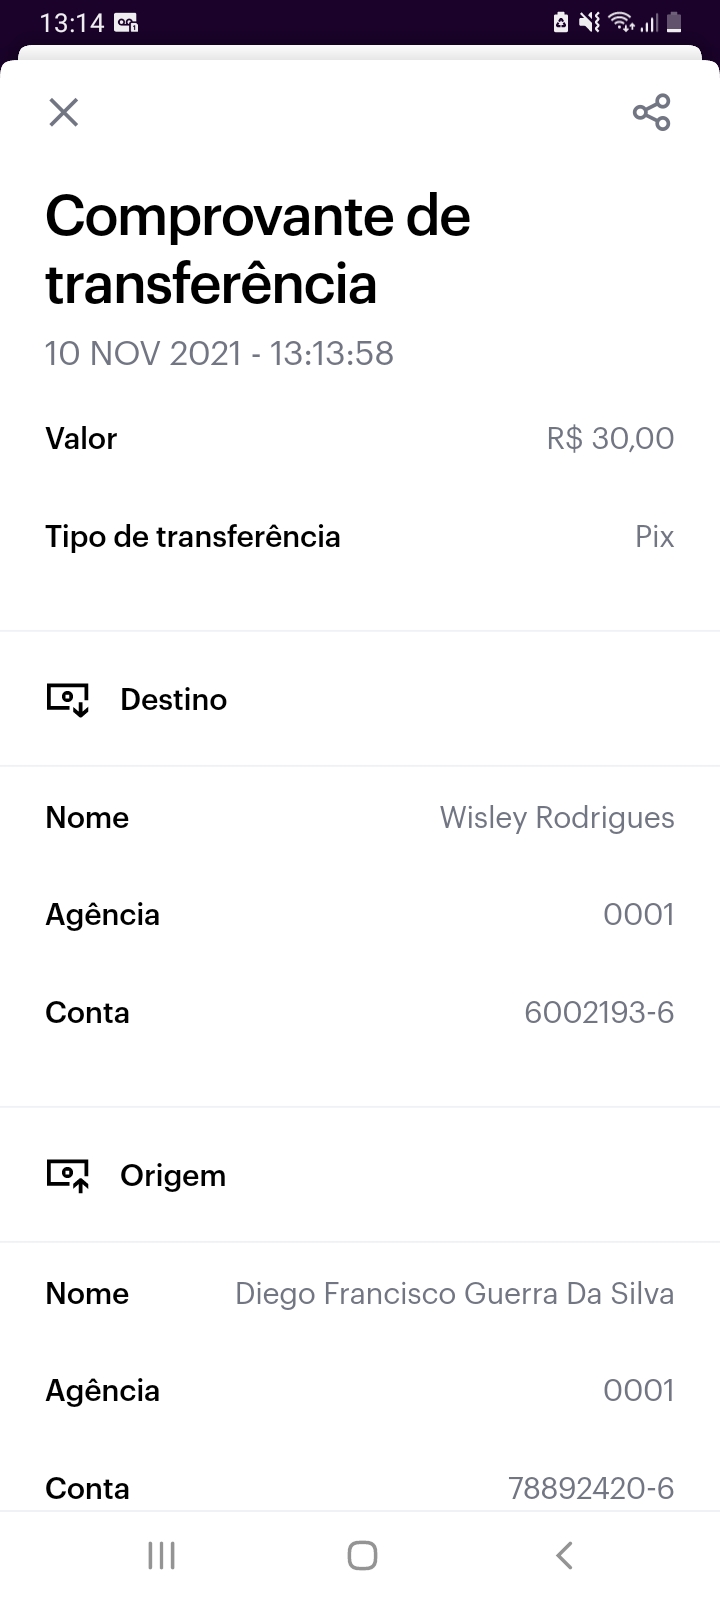 13:14
Comprovante de
transferência
10 NOV 2021 - 13:13:58
Valor R$ 30,00
Tipo de transferência Pix
Destino
Nome Wisley Rodrigues
Agência 0001
Conta 6002193-6
Origem
Nome Diego Francisco Guerra Da Silva
Agência 0001
Conta 78892420-6